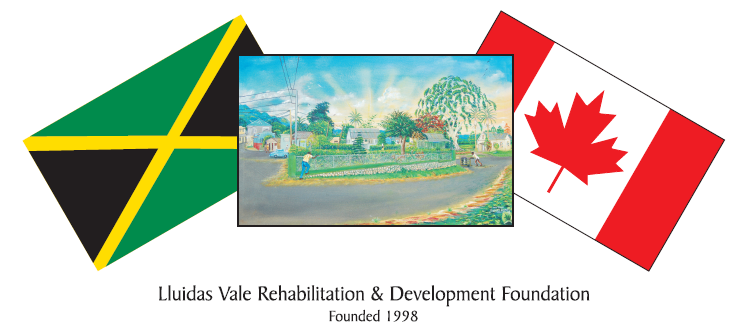 Lluidas Vale Rehabilitation & Development Foundation
Founded 1998